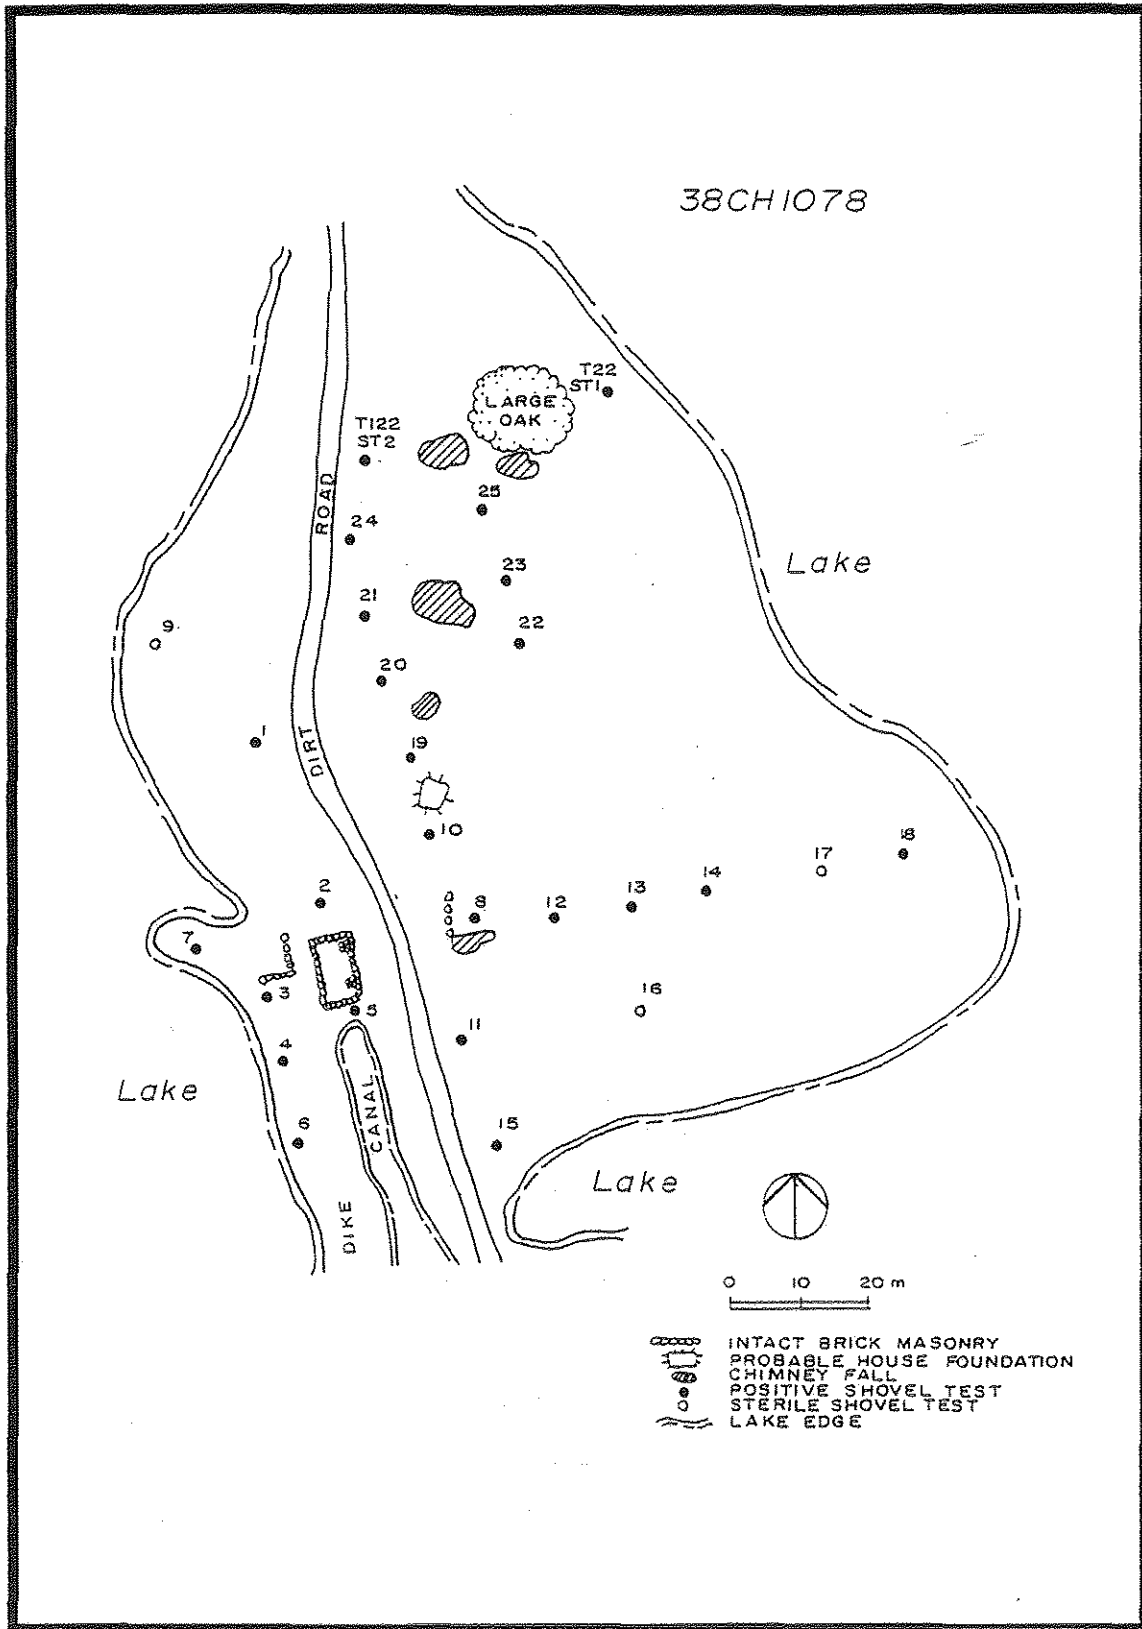 38CH1078
T22
ST1
LARGE
OAK
T122
ST2
ROAD
25
24
Lake
23
21
9
22
20
1
19
DIRT
10
18
17
14
2
13
8
12
7
3
5
16
11
4
Lake
CANAL
6
15
Lake
DIKE
0 10 20 m
INTACT BRICK MASONRY
PROBABLE HOUSE FOUNDATION
CHIMNEY FALL
POSITIVE SHOVEL TEST
STERILE SHOVEL TEST
LAKE EDGE